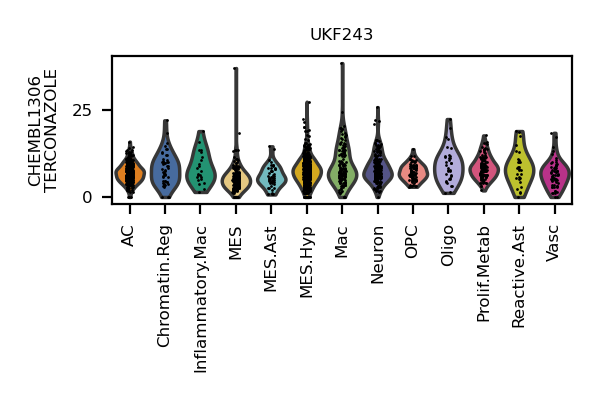 UKF243
CHEMBL1306
TERCONAZOLE
25
0
AC
Chromatin.Reg
Inflammatory.Mac
MES
MES.Ast
MES.Hyp
Mac
Neuron
OPC
Oligo
Prolif.Metab
Reactive.Ast
Vasc